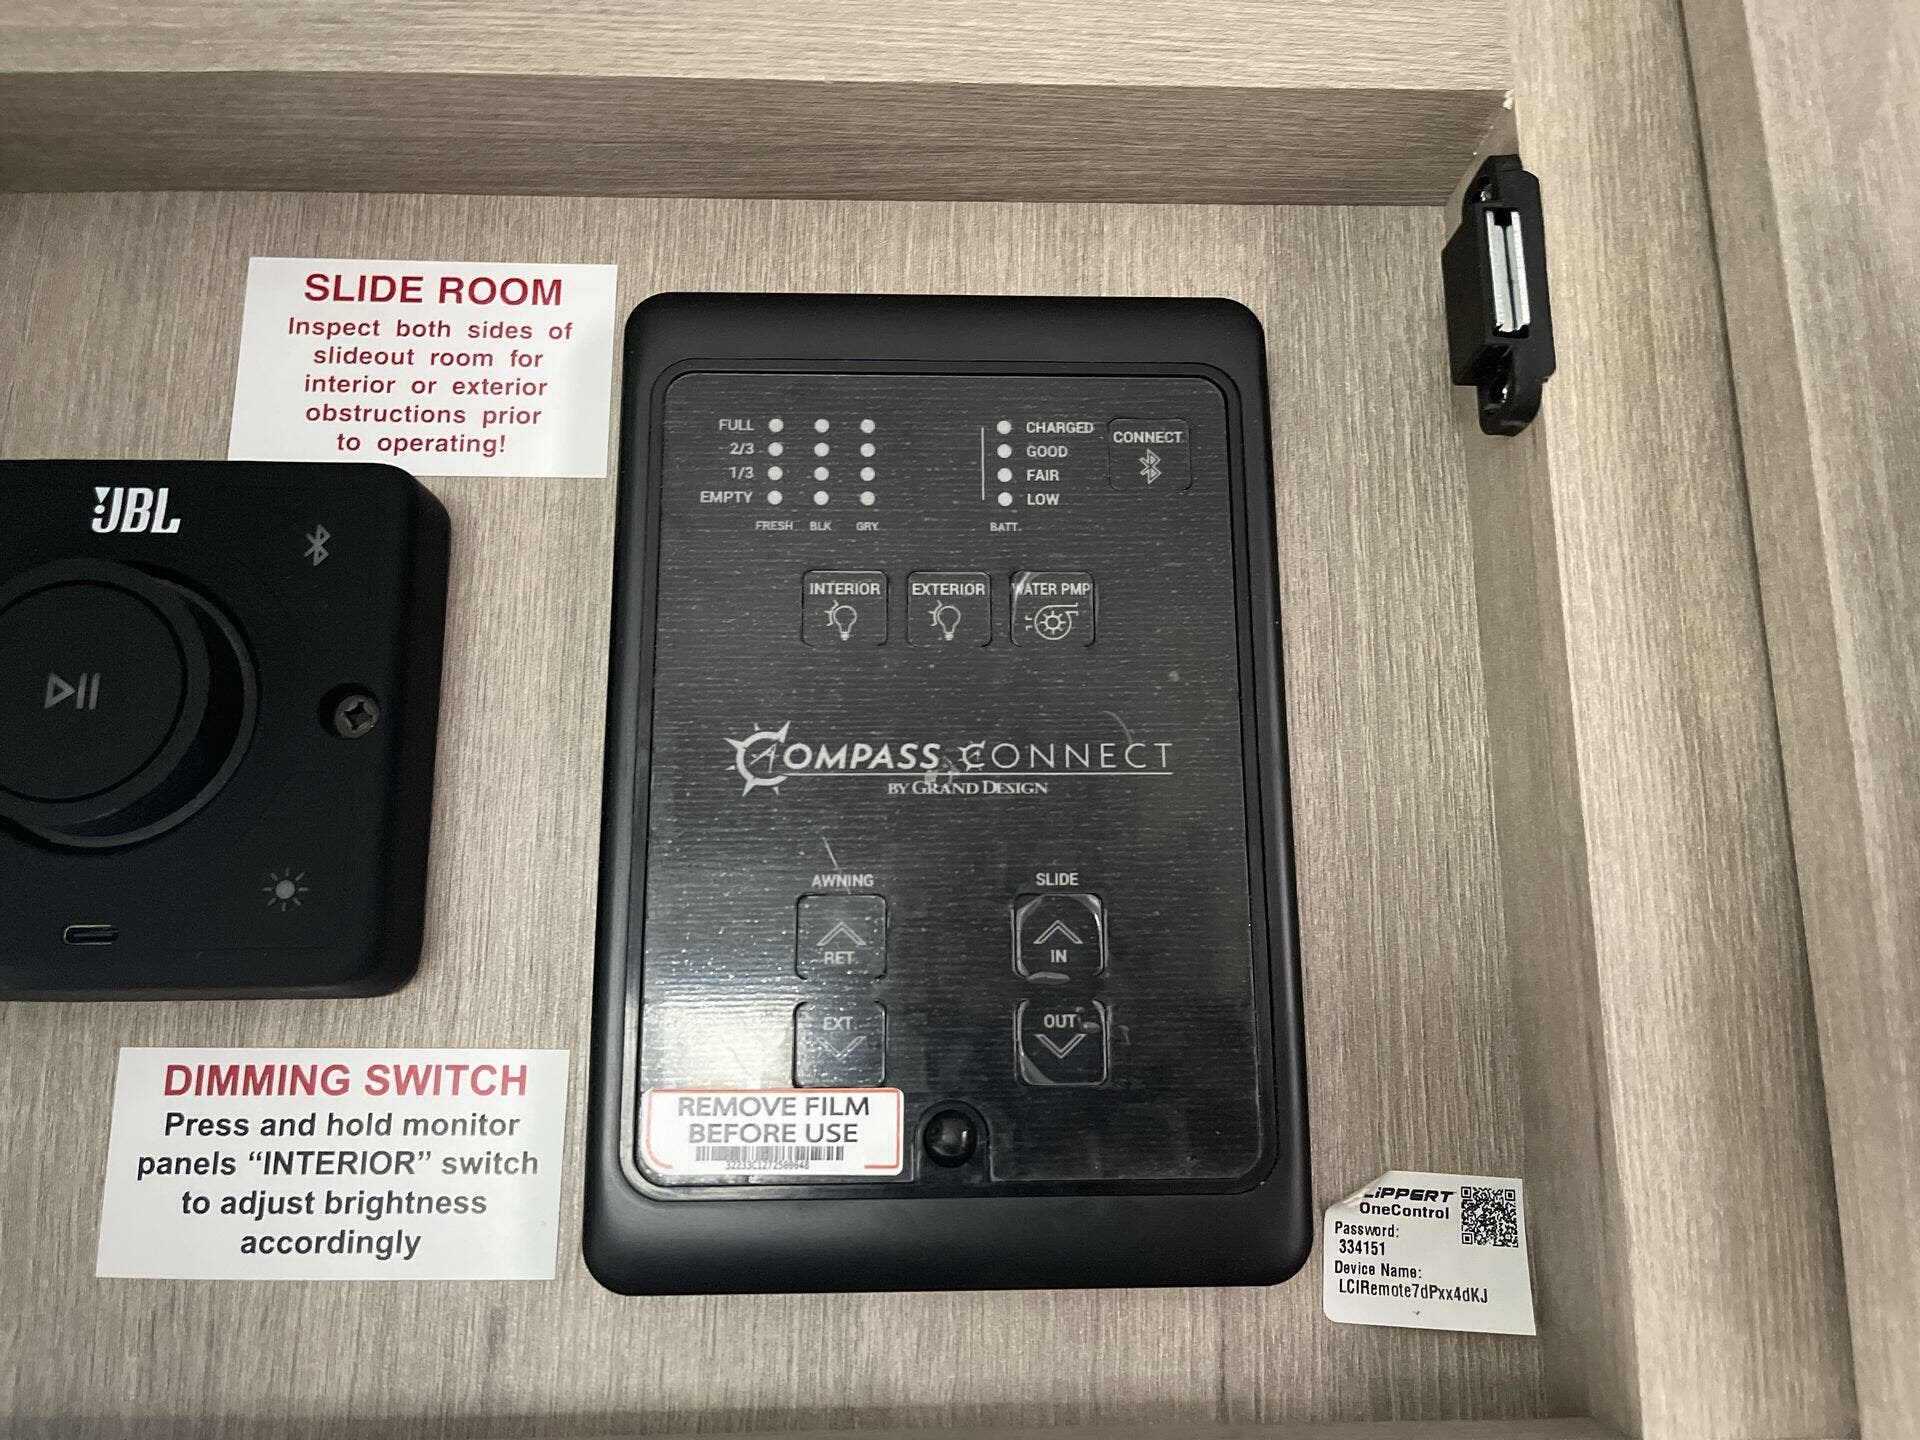 SLIDE ROOM
Inspect both sides of
slideout room for
interior or exterior
obstructions prior
to operating!
JBL
DIMMING SWITCH
Press and hold monitor
panels “INTERIOR” switch
to adjust brightness
accordingly
FULL
2/3
1/3
EMPTY
FRESH BLK GRY
CHARGED
GOOD
FAIR
LOW
BATT.
CONNECT
INTERIOR EXTERIOR WATER PMP
COMPASS CONNECT
BY GRAND DESIGN
AWNING SLIDE
RET. IN
EXT. OUT
REMOVE FILM
BEFORE USE
LIPPERT
OneControl
Password:
334151
Device Name:
LCIRemote7dPxx4dKJ